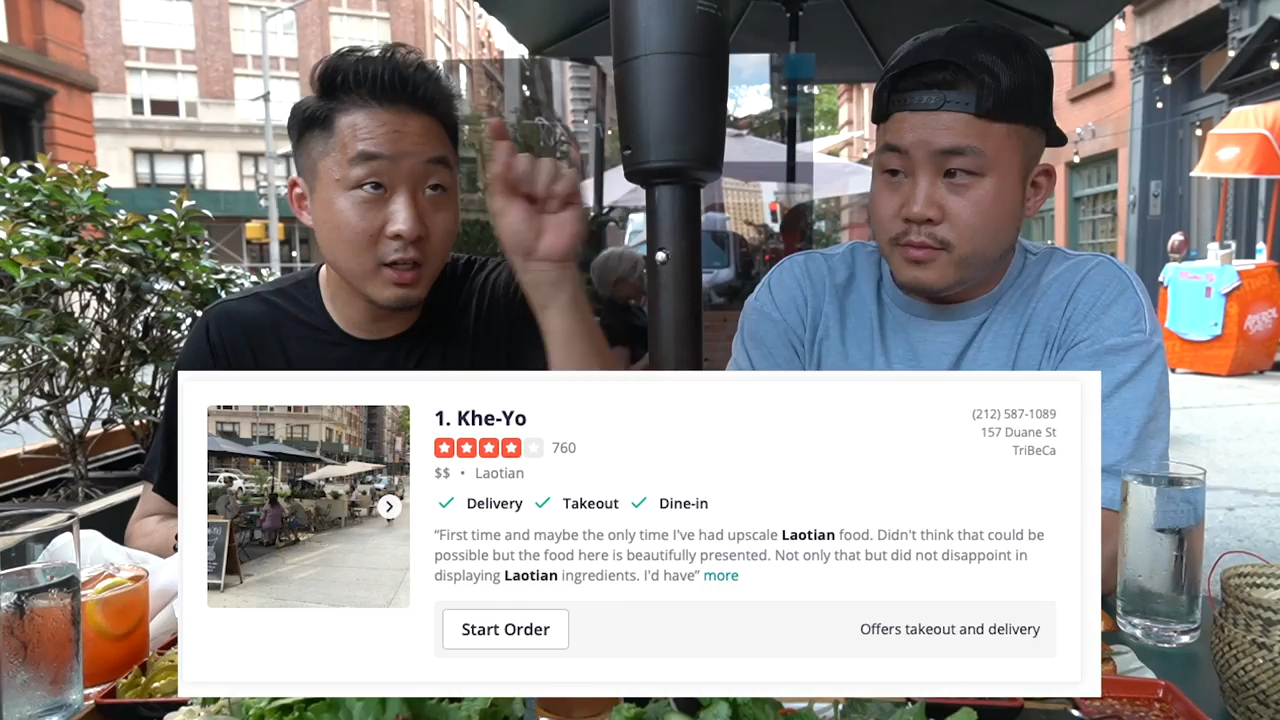 1. Khe-Yo
760
$$ • Laotian
Delivery Takeout Dine-in
“First time and maybe the only time I've had upscale Laotian food. Didn't think that could be
possible but the food here is beautifully presented. Not only that but did not disappoint in
displaying Laotian ingredients. I'd have” more
Start Order
Offers takeout and delivery
(212) 587-1089
157 Duane St
TriBeCa